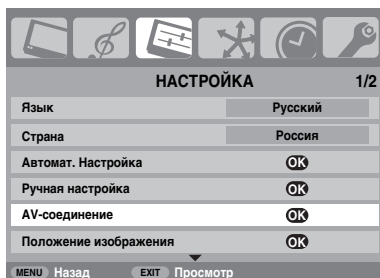 НАСТРОЙКА 1/2
Язык Русский
Страна Россия
Автомат. Настройка OK
Ручная настройка OK
AV-соединение OK
Положение изображения OK
MENU Назад EXIT Просмотр